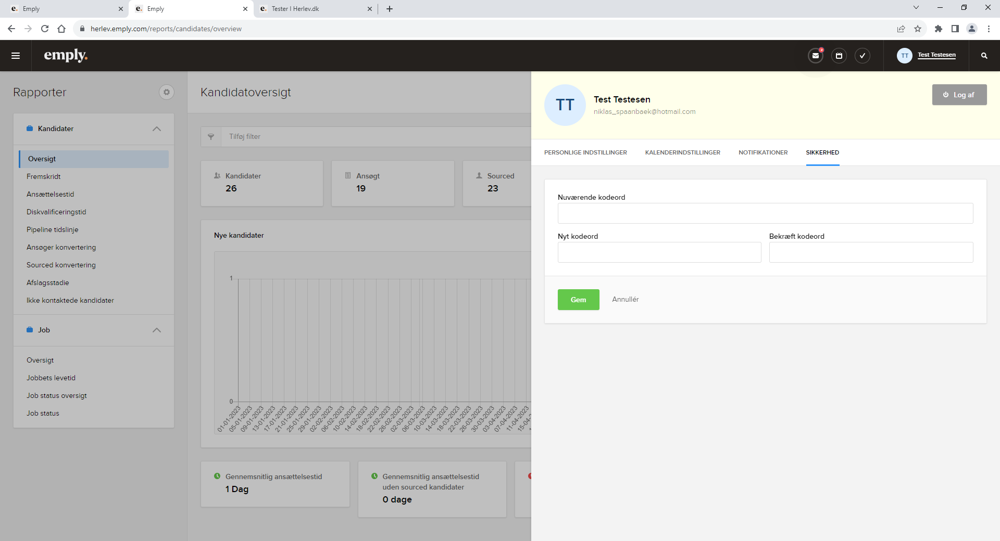 Emply
Emply
Tester I Herlev.dk
herlev.emply.com/reports/candidates/overview
emply.
TT
Test Testesen
Rapporter
Kandidater
Oversigt
Fremskridt
Ansættelsestid
Diskvalificeringstid
Pipeline tidslinje
Ansøger konvertering
Sourced konvertering
Afslagsstadie
Ikke kontaktede kandidater
Job
Oversigt
Jobbets levetid
Job status oversigt
Job status
Kandidatoversigt
Tilføj filter
Kandidater
26
Ansøgt
19
Sourced
23
Nye kandidater
1
0
01-01-2023
05-01-2023
09-01-2023
13-01-2023
17-01-2023
21-01-2023
25-01-2023
29-01-2023
02-02-2023
06-02-2023
10-02-2023
14-02-2023
18-02-2023
22-02-2023
26-02-2023
02-03-2023
06-03-2023
10-03-2023
14-03-2023
18-03-2023
22-03-2023
26-03-2023
30-03-2023
03-04-2023
07-04-2023
11-04-2023
15-04-2
Gennemsnitlig ansættelsestid
1 Dag
Gennemsnitlig ansættelsestid
uden sourced kandidater
0 dage
TT
Test Testesen
niklas_spaanbaek@hotmail.com
Log af
PERSONLIGE INDSTILLINGER
KALENDERINDSTILLINGER
NOTIFIKATIONER
SIKKERHED
Nuværende kodeord
Nyt kodeord
Bekræft kodeord
Gem
Annullér